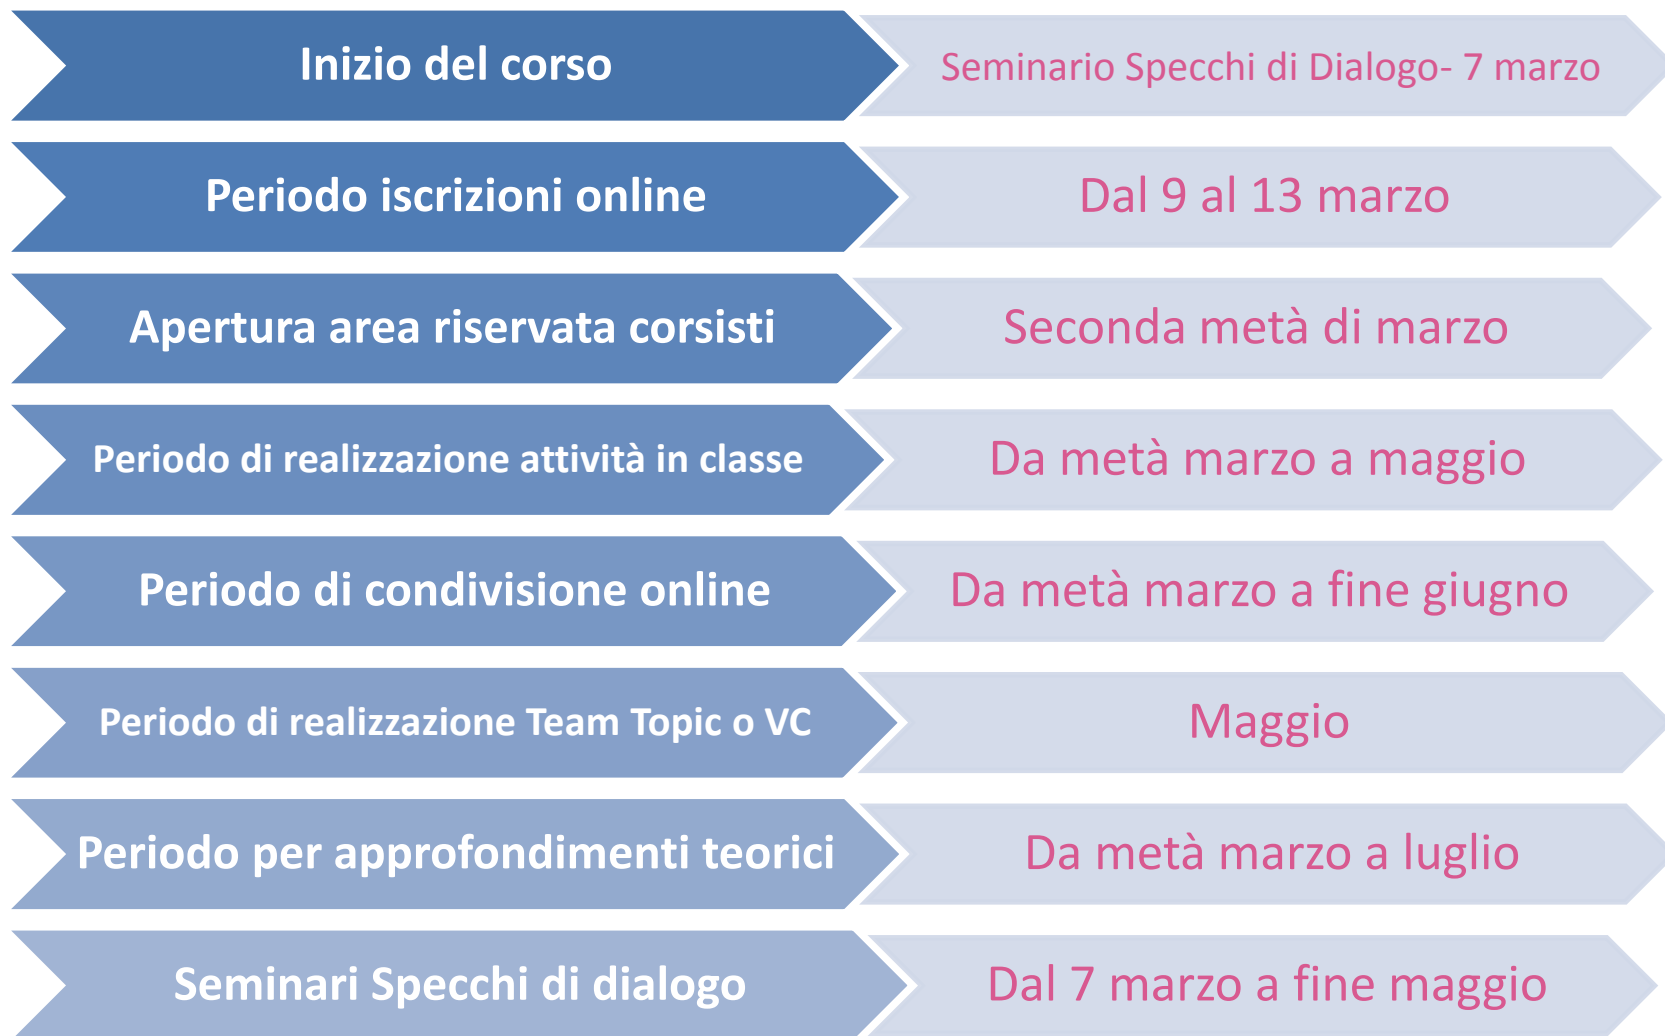 Inizio del corso
Seminario Specchi di Dialogo- 7 marzo
Periodo iscrizioni online
Dal 9 al 13 marzo
Apertura area riservata corsisti
Seconda metà di marzo
Periodo di realizzazione attività in classe
Da metà marzo a maggio
Periodo di condivisione online
Da metà marzo a fine giugno
Periodo di realizzazione Team Topic o VC
Maggio
Periodo per approfondimenti teorici
Da metà marzo a luglio
Seminari Specchi di dialogo
Dal 7 marzo a fine maggio